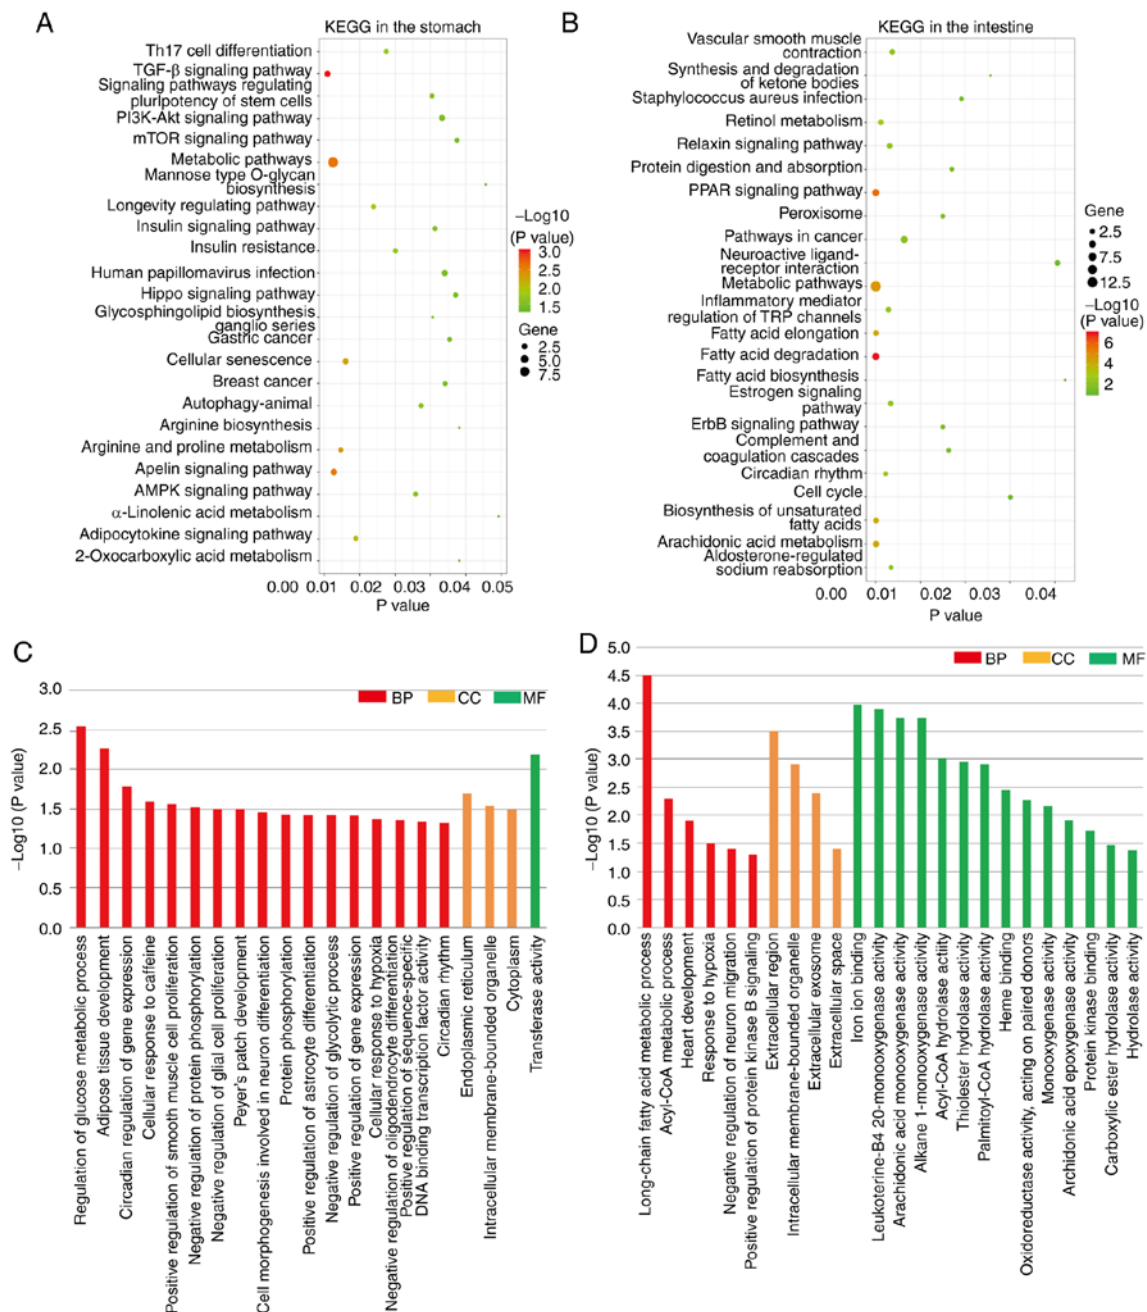 A
KEGG in the stomach
Th17 cell differentiation
TGF-β signaling pathway
Signaling pathways regulating
plurlpotency of stem cells
PI3K-Akt signaling pathway
mTOR signaling pathway
Metabolic pathways
Mannose type O-glycan
biosynthesis
Longevity regulating pathway
Insulin signaling pathway
Insulin resistance
Human papillomavirus infection
Hippo signaling pathway
Glycosphingolipid biosynthesis
ganglio series
Gastric cancer
Cellular senescence
Breast cancer
Autophagy-animal
Arginine biosynthesis
Arginine and proline metabolism
Apelin signaling pathway
AMPK signaling pathway
α-Linolenic acid metabolism
Adipocytokine signaling pathway
2-Oxocarboxylic acid metabolism
0.00 0.01 0.02 0.03 0.04 0.05
P value
–Log10
(P value)
3.0
2.5
2.0
1.5
Gene
2.5
5.0
7.5
B
KEGG in the intestine
Vascular smooth muscle
contraction
Synthesis and degradation
of ketone bodies
Staphylococcus aureus infection
Retinol metabolism
Relaxin signaling pathway
Protein digestion and absorption
PPAR signaling pathway
Peroxisome
Pathways in cancer
Neuroactive ligand-
receptor interaction
Metabolic pathways
Inflammatory mediator
regulation of TRP channels
Fatty acid elongation
Fatty acid degradation
Fatty acid biosynthesis
Estrogen signaling
pathway
ErbB signaling pathway
Complement and
coagulation cascades
Circadian rhythm
Cell cycle
Biosynthesis of unsaturated
fatty acids
Arachidonic acid metabolism
Aldosterone-regulated
sodium reabsorption
0.00 0.01 0.02 0.03 0.04
P value
Gene
2.5
7.5
12.5
–Log10
(P value)
6
4
2
C
BP CC MF
3.0
2.5
2.0
1.5
1.0
0.5
0.0
–Log10 (P value)
Regulation of glucose metabolic process
Adipose tissue development
Circadian regulation of gene expression
Cellular response to caffeine
Positive regulation of smooth muscle cell proliferation
Negative regulation of protein phosphorylation
Negative regulation of glial cell proliferation
Peyer's patch development
Cell morphogenesis involved in neuron differentiation
Protein phosphorylation
Positive regulation of astrocyte differentiation
Negative regulation of glycolytic process
Positive regulation of gene expression
Cellular response to hypoxia
Negative regulation of oligodendrocyte differentiation
Positive regulation of sequence-specific
DNA binding transcription factor activity
Circadian rhythm
Endoplasmic reticulum
Intracellular membrane-bounded organelle
Cytoplasm
Transferase activity
D
BP CC MF
5.0
4.5
4.0
3.5
3.0
2.5
2.0
1.5
1.0
0.5
0.0
–Log10 (P value)
Long-chain fatty acid metabolic process
Acyl-CoA metabolic process
Heart development
Response to hypoxia
Negative regulation of neuron migration
Positive regulation of protein kinase B signaling
Extracellular region
Intracellular membrane-bounded organelle
Extracellular exosome
Extracellular space
Iron ion binding
Leukoterine-B4 20-monooxygenase activity
Arachidonic acid monooxygenase activity
Alkane 1-monooxygenase activity
Acyl-CoA hydrolase activity
Thiolester hydrolase activity
Palmitoyl-CoA hydrolase activity
Heme binding
Oxidoreductase activity, acting on paired donors
Monooxygenase activity
Archidonic acid epoxygenase activity
Protein kinase binding
Carboxylic ester hydrolase activity
Hydrolase activity